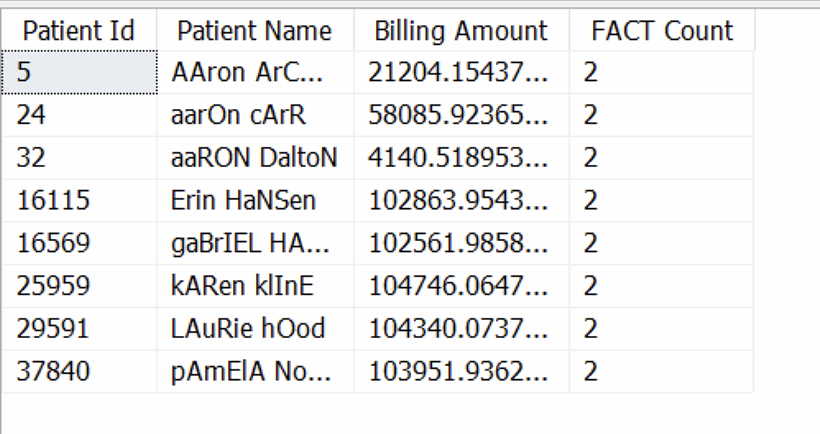 Patient Id Patient Name Billing Amount FACT Count
5 AAron ArC... 21204.15437... 2
24 aarOn cArR 58085.92365... 2
32 aaRON DaltoN 4140.518953... 2
16115 Erin HaNSen 102863.9543... 2
16569 gaBrIEL HA... 102561.9858... 2
25959 kARen klInE 104746.0647... 2
29591 LAuRie hOod 104340.0737... 2
37840 pAmElA No... 103951.9362... 2